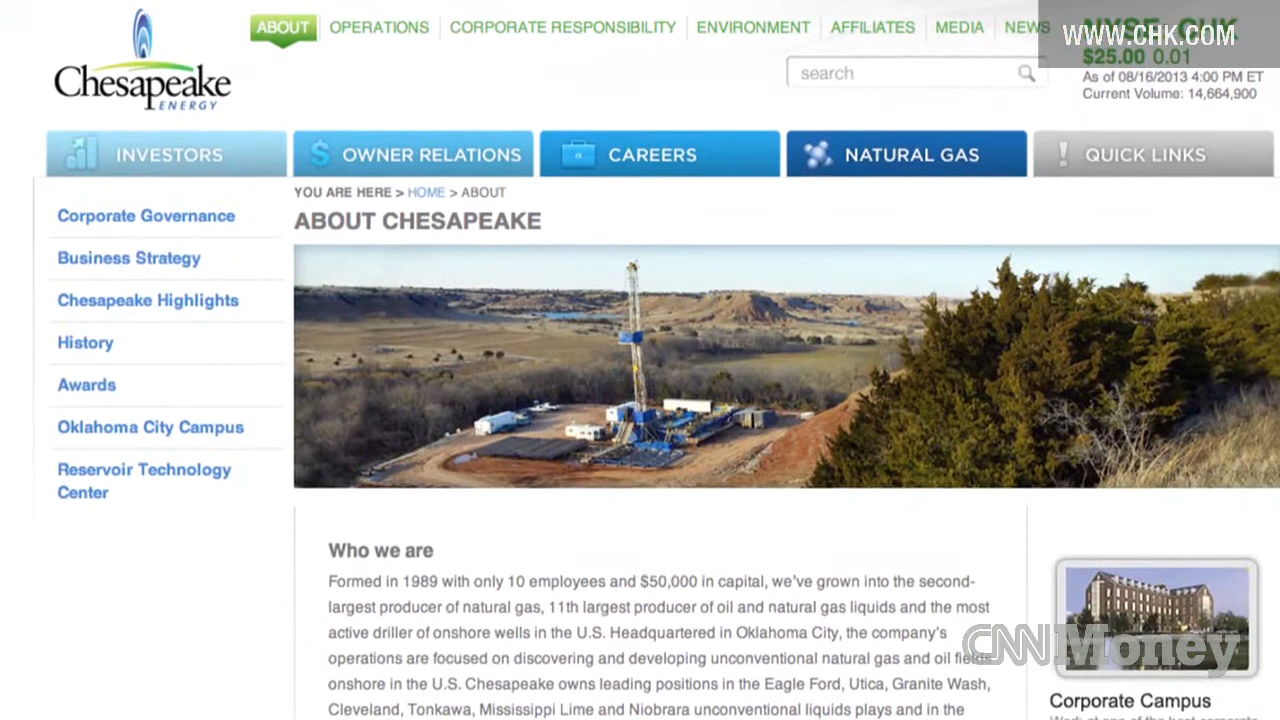 ABOUT OPERATIONS CORPORATE RESPONSIBILITY ENVIRONMENT AFFILIATES MEDIA NEWS NYSE: CHK
WWW.CHK.COM
$25.00 0.01
Chesapeake
ENERGY
search
As of 08/16/2013 4:00 PM ET
Current Volume: 14,664,900
INVESTORS OWNER RELATIONS CAREERS NATURAL GAS QUICK LINKS
YOU ARE HERE > HOME > ABOUT
ABOUT CHESAPEAKE
Corporate Governance
Business Strategy
Chesapeake Highlights
History
Awards
Oklahoma City Campus
Reservoir Technology
Center
Who we are
Formed in 1989 with only 10 employees and $50,000 in capital, we've grown into the second-
largest producer of natural gas, 11th largest producer of oil and natural gas liquids and the most
active driller of onshore wells in the U.S. Headquartered in Oklahoma City, the company's
operations are focused on discovering and developing unconventional natural gas and oil fields
onshore in the U.S. Chesapeake owns leading positions in the Eagle Ford, Utica, Granite Wash,
Cleveland, Tonkawa, Mississippi Lime and Niobrara unconventional liquids plays and in the
CNNMoney
Corporate Campus